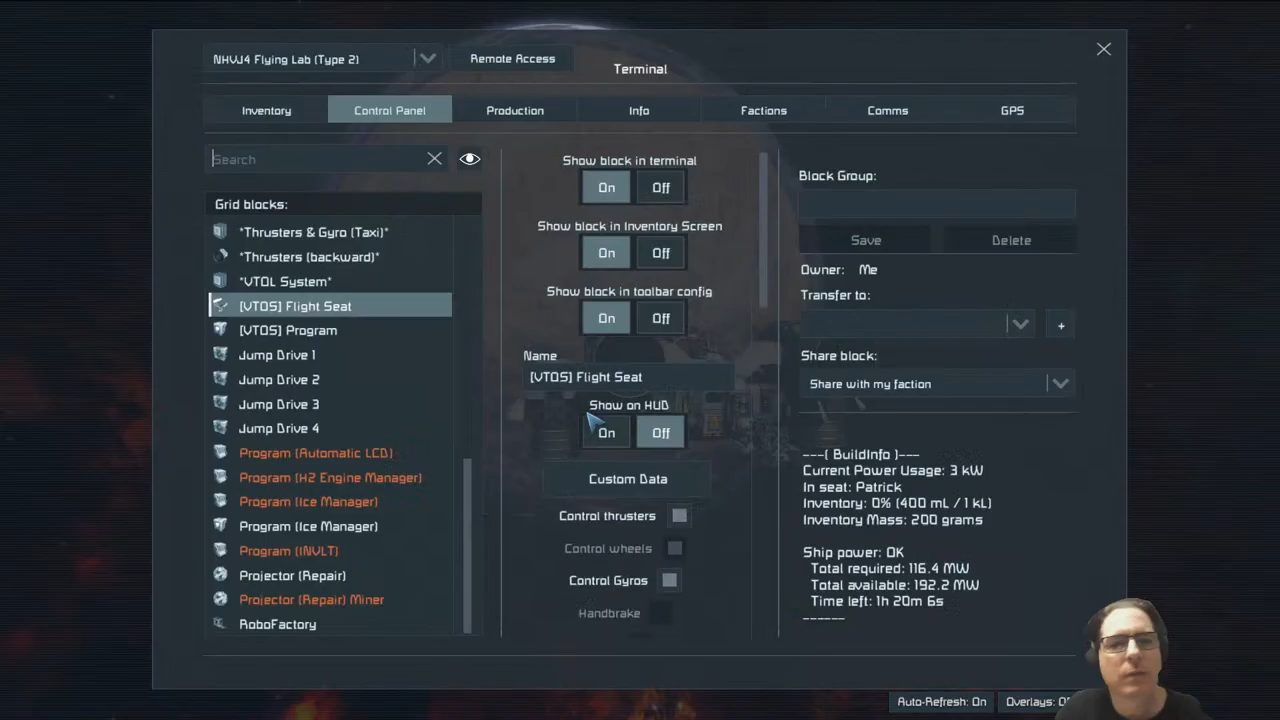 NHVJ4 Flying Lab (Type 2)
Remote Access
Terminal
Inventory
Control Panel
Production
Info
Factions
Comms
GPS
Search
Grid blocks:
*Thrusters & Gyro (Taxi)*
*Thrusters (backward)*
*VTOL System*
[VTOS] Flight Seat
[VTOS] Program
Jump Drive 1
Jump Drive 2
Jump Drive 3
Jump Drive 4
Program (Automatic LCD)
Program (H2 Engine Manager)
Program (Ice Manager)
Program (Ice Manager)
Program (INVLT)
Projector (Repair)
Projector (Repair) Miner
RoboFactory
Show block in terminal
On Off
Show block in Inventory Screen
On Off
Show block in toolbar config
On Off
Name
[VTOS] Flight Seat
Show on HUD
On Off
Custom Data
Control thrusters
Control wheels
Control Gyros
Handbrake
Block Group:
Save Delete
Owner: Me
Transfer to:
+
Share block:
Share with my faction
---( BuildInfo )---
Current Power Usage: 3 kW
In seat: Patrick
Inventory: 0% (400 mL / 1 kL)
Inventory Mass: 200 grams
Ship power: OK
Total required: 116.4 MW
Total available: 192.2 MW
Time left: 1h 20m 6s
------
Auto-Refresh: On
Overlays: